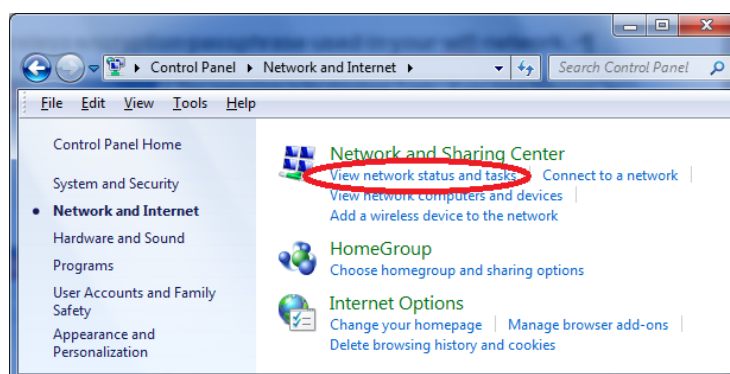 Control Panel Network and Internet Search Control Panel
File Edit View Tools Help
Control Panel Home
System and Security
Network and Internet
Hardware and Sound
Programs
User Accounts and Family
Safety
Appearance and
Personalization
Network and Sharing Center
View network status and tasks Connect to a network
View network computers and devices
Add a wireless device to the network
HomeGroup
Choose homegroup and sharing options
Internet Options
Change your homepage Manage browser add-ons
Delete browsing history and cookies